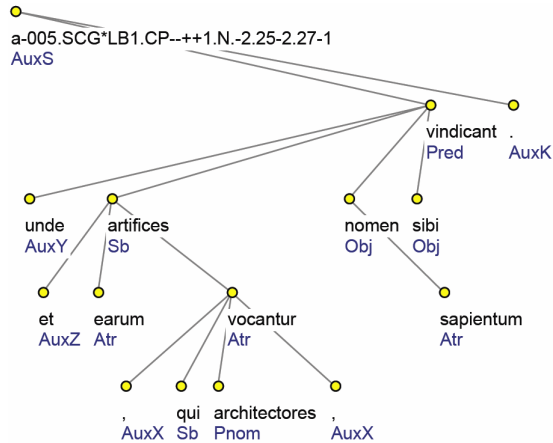 a-005.SCG*LB1.CP--++1.N.-2.25-2.27-1
AuxS
vindicant .
Pred AuxK
unde artifices nomen sibi
AuxY Sb Obj Obj
et earum vocantur sapientum
AuxZ Atr Atr Atr
, qui architectores ,
AuxX Sb Pnom AuxX